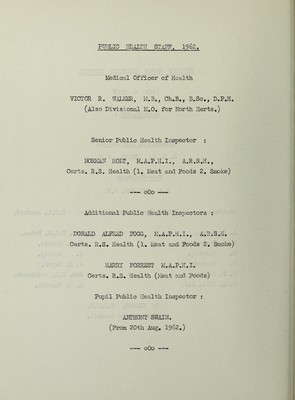 PUBLIC HEALTH STAFF, 1962.
Medical Officer of Health
VICTOR R. WALKER, M.B., Ch.B., B.Sc., D.P.H.
(Also Divisional M.O. for North Herts.)
Senior Public Health Inspector :
NORMAN HOHT, M.A.P.H.I., A.R.S.H.,
Certs. R.S. Health (1. Meat and Foods 2. Smoke)
--- oOo ---
Additional Public Health Inspectors :
DONALD ALFRED FOGG, M.A.P.H.I., A.R.S.H.
Certs. R.S. Health (1. Meat and Foods 2. Smoke)
HARRY FORREST M.A.P.H.I.
Certs. R.S. Health (Meat and Foods)
Pupil Public Health Inspector :
ANTHONY SWAIN.
(From 20th Aug. 1962.)
--- oOo ---